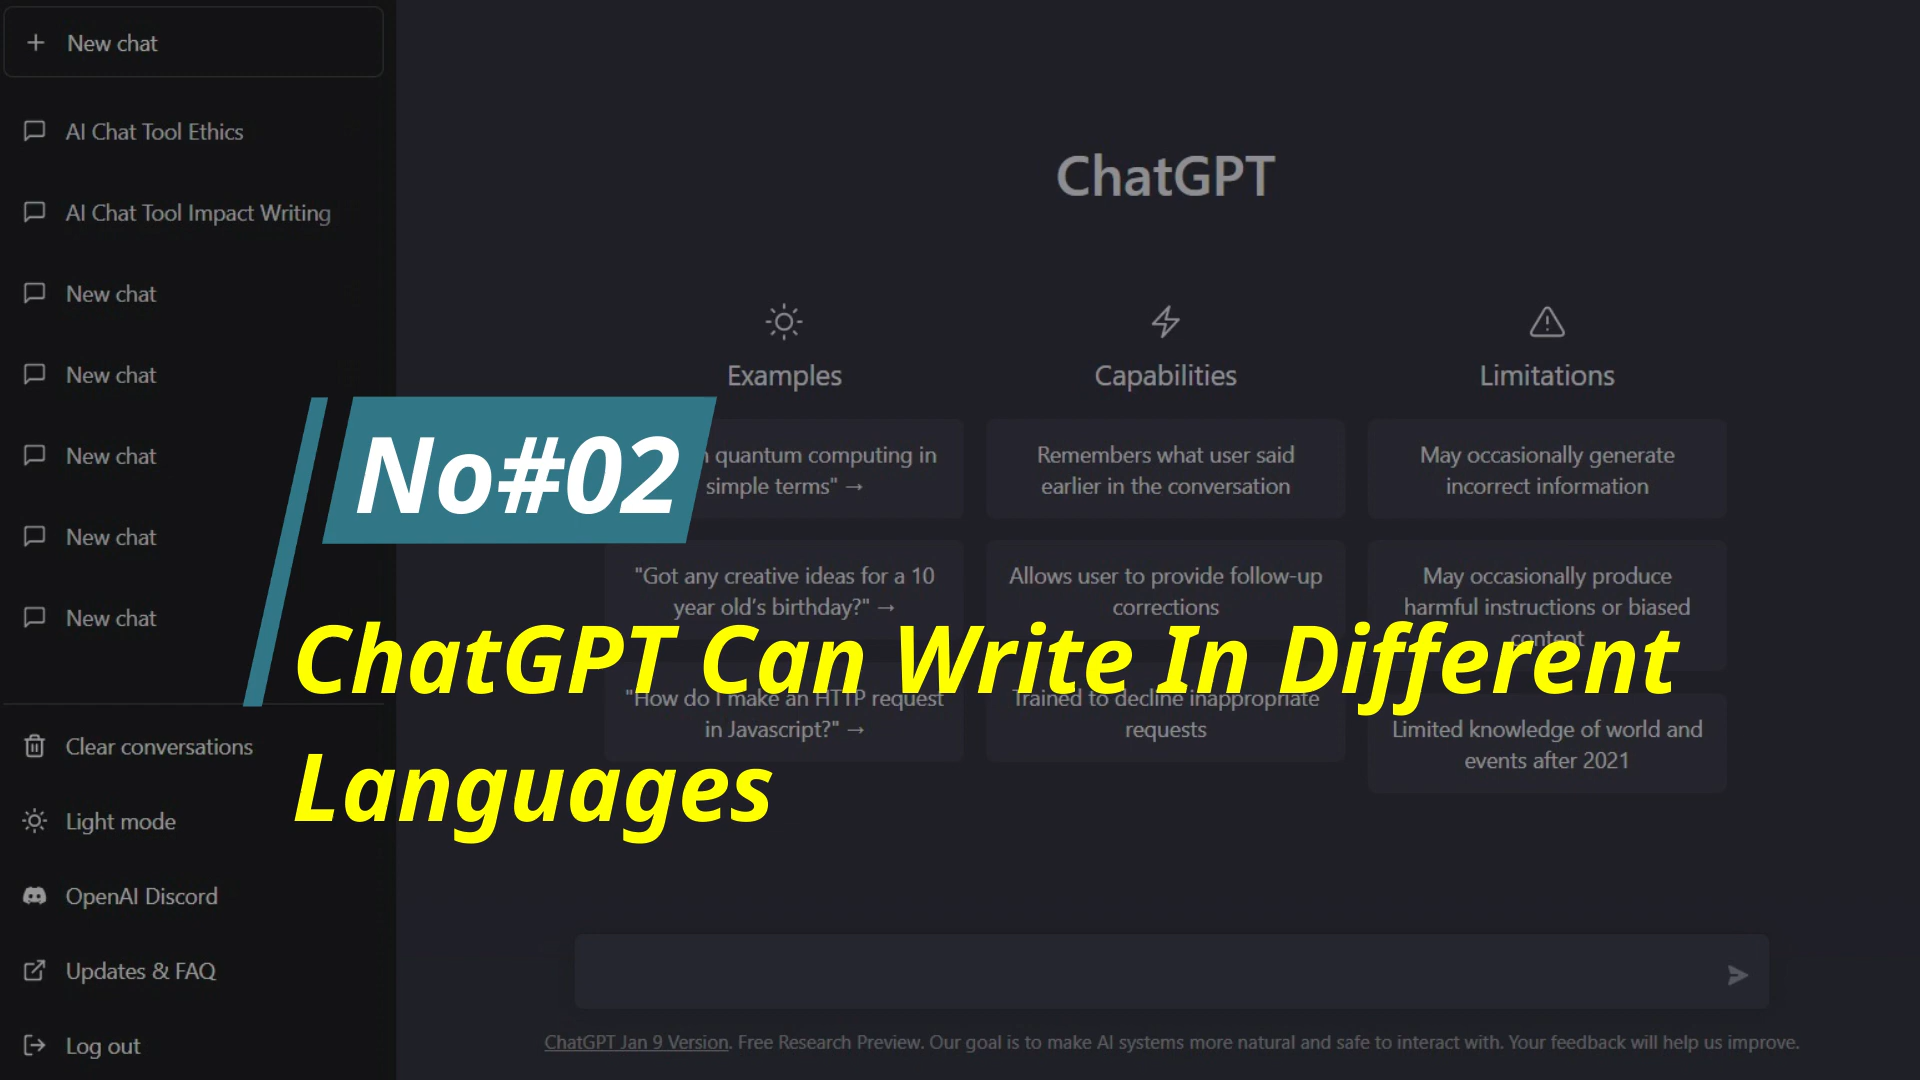 New chat
AI Chat Tool Ethics
AI Chat Tool Impact Writing
New chat
New chat
New chat
New chat
New chat
Clear conversations
Light mode
OpenAI Discord
Updates & FAQ
Log out
ChatGPT
Examples
quantum computing in
simple terms" →
"Got any creative ideas for a 10
year old's birthday?" →
"How do I make an HTTP request
in Javascript?" →
Capabilities
Remembers what user said
earlier in the conversation
Allows user to provide follow-up
corrections
Trained to decline inappropriate
requests
Limitations
May occasionally generate
incorrect information
May occasionally produce
harmful instructions or biased
content
Limited knowledge of world and
events after 2021
No#02
ChatGPT Can Write In Different
Languages
ChatGPT Jan 9 Version. Free Research Preview. Our goal is to make AI systems more natural and safe to interact with. Your feedback will help us improve.